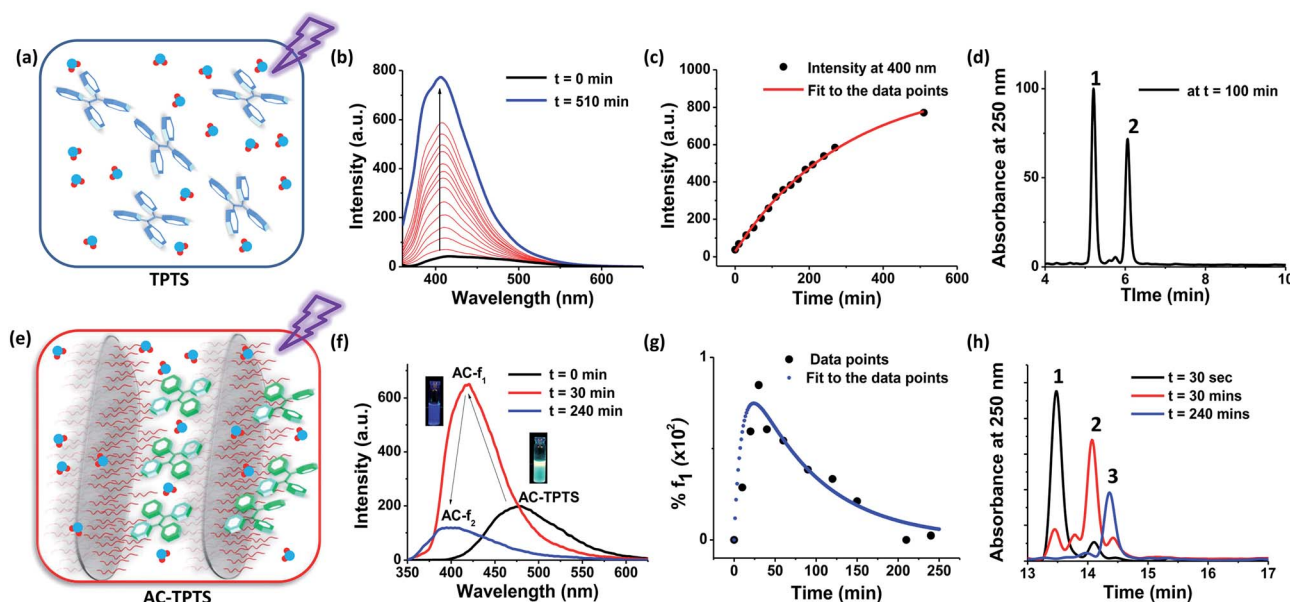 (a)
TPTS
(b)
Intensity (a.u.)
800
600
400
200
0
t = 0 min
t = 510 min
400 500 600
Wavelength (nm)
(c)
Intensity (a.u.)
1000
800
600
400
200
0
Intensity at 400 nm
Fit to the data points
0 200 400 600
Time (min)
(d)
Absorbance at 250 nm
100
50
0
1
2
at t = 100 min
4 6 8 10
TIme (min)
(e)
AC-TPTS
(f)
Intensity (a.u.)
600
400
200
0
AC-f1
t = 0 min
t = 30 min
t = 240 min
AC-TPTS
AC-f2
350 400 450 500 550 600
Wavelength (nm)
(g)
% f1 (x10²)
1
0
Data points
Fit to the data points
0 50 100 150 200 250
Time (min)
(h)
Absorbance at 250 nm
1
2
3
t = 30 sec
t = 30 mins
t = 240 mins
13 14 15 16 17
Time (min)